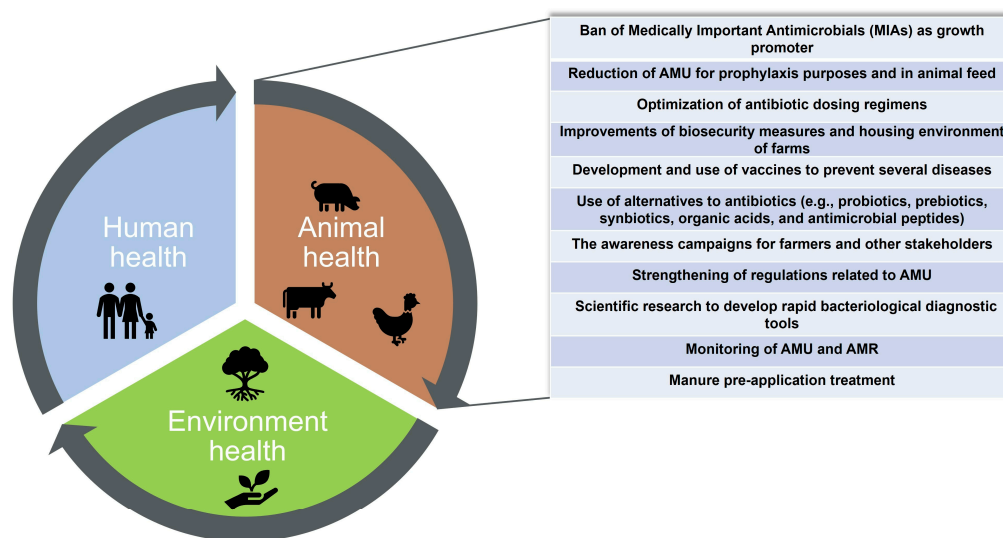 Human
health
Animal
health
Environment
health
Ban of Medically Important Antimicrobials (MIAs) as growth
promoter
Reduction of AMU for prophylaxis purposes and in animal feed
Optimization of antibiotic dosing regimens
Improvements of biosecurity measures and housing environment
of farms
Development and use of vaccines to prevent several diseases
Use of alternatives to antibiotics (e.g., probiotics, prebiotics,
synbiotics, organic acids, and antimicrobial peptides)
The awareness campaigns for farmers and other stakeholders
Strengthening of regulations related to AMU
Scientific research to develop rapid bacteriological diagnostic
tools
Monitoring of AMU and AMR
Manure pre-application treatment